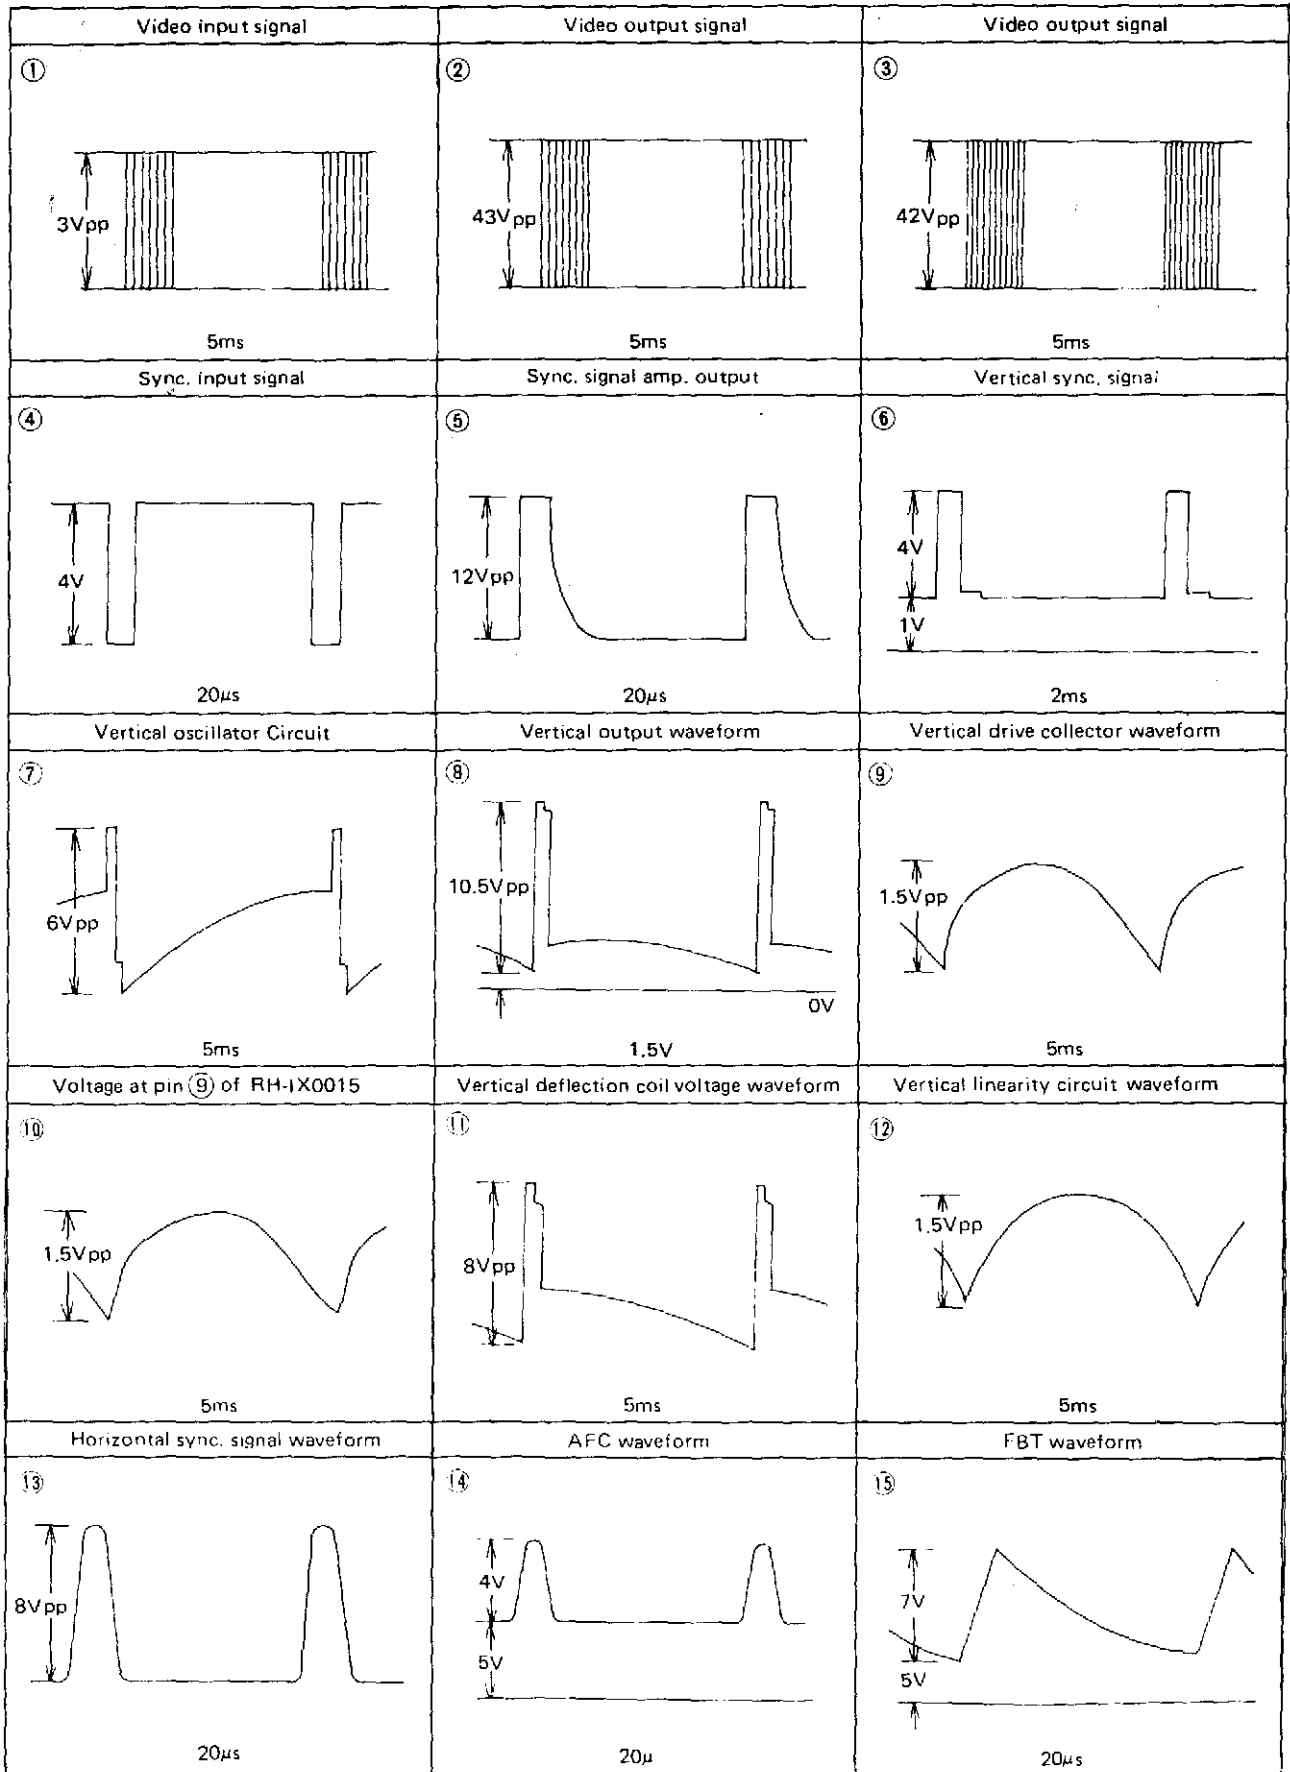 Video input signal
Video output signal
Video output signal
①
3Vpp
5ms
②
43Vpp
5ms
③
42Vpp
5ms
Sync. input signal
Sync. signal amp. output
Vertical sync. signal
④
4V
20μs
⑤
12Vpp
20μs
⑥
4V
1V
2ms
Vertical oscillator Circuit
Vertical output waveform
Vertical drive collector waveform
⑦
6Vpp
5ms
⑧
10.5Vpp
0V
1.5V
⑨
1.5Vpp
5ms
Voltage at pin ⑨ of RH-IX0015
Vertical deflection coil voltage waveform
Vertical linearity circuit waveform
⑩
1.5Vpp
5ms
⑪
8Vpp
5ms
⑫
1.5Vpp
5ms
Horizontal sync. signal waveform
AFC waveform
FBT waveform
⑬
8Vpp
20μs
⑭
4V
5V
20μ
⑮
7V
5V
20μs